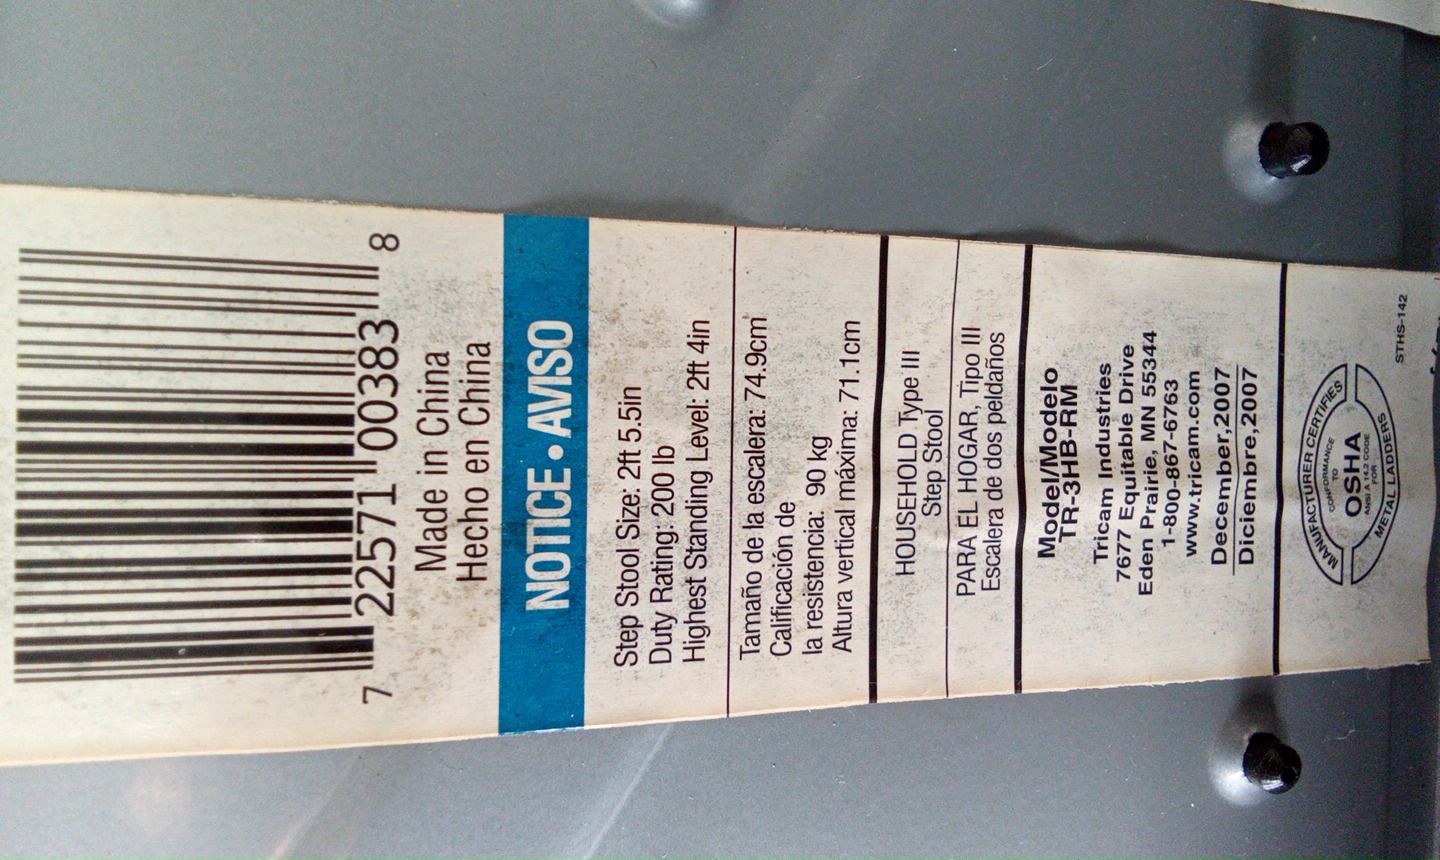 7 22571 00383 8
Made in China
Hecho en China
NOTICE • AVISO
Step Stool Size: 2ft 5.5in
Duty Rating: 200 lb
Highest Standing Level: 2ft 4in
Tamaño de la escalera: 74.9cm
Calificación de
la resistencia: 90 kg
Altura vertical máxima: 71.1cm
HOUSEHOLD Type III
Step Stool
PARA EL HOGAR, Tipo III
Escalera de dos peldaños
Model/Modelo
TR-3HB-RM
Tricam Industries
7677 Equitable Drive
Eden Prairie, MN 55344
1-800-867-6763
www.tricam.com
December,2007
Diciembre,2007
MANUFACTURER CERTIFIES
CONFORMANCE
TO
OSHA
ANSI A 14.2 CODE
FOR
METAL LADDERS
STHS-142